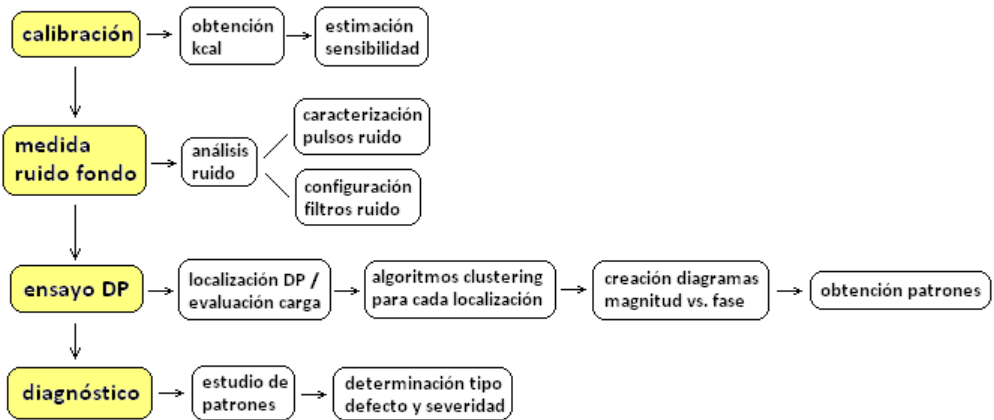 calibración
obtención
kcal
estimación
sensibilidad
medida
ruido fondo
análisis
ruido
caracterización
pulsos ruido
configuración
filtros ruido
ensayo DP
localización DP /
evaluación carga
algoritmos clustering
para cada localización
creación diagramas
magnitud vs. fase
obtención patrones
diagnóstico
estudio de
patrones
determinación tipo
defecto y severidad